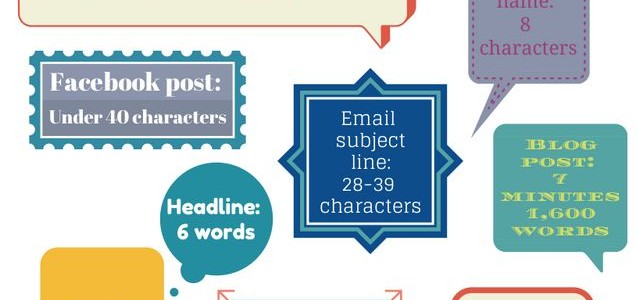 name:
8
characters
Facebook post:
Under 40 characters
Email
subject
line:
28-39
characters
Blog
post:
7
minutes
1,600
words
Headline:
6 words